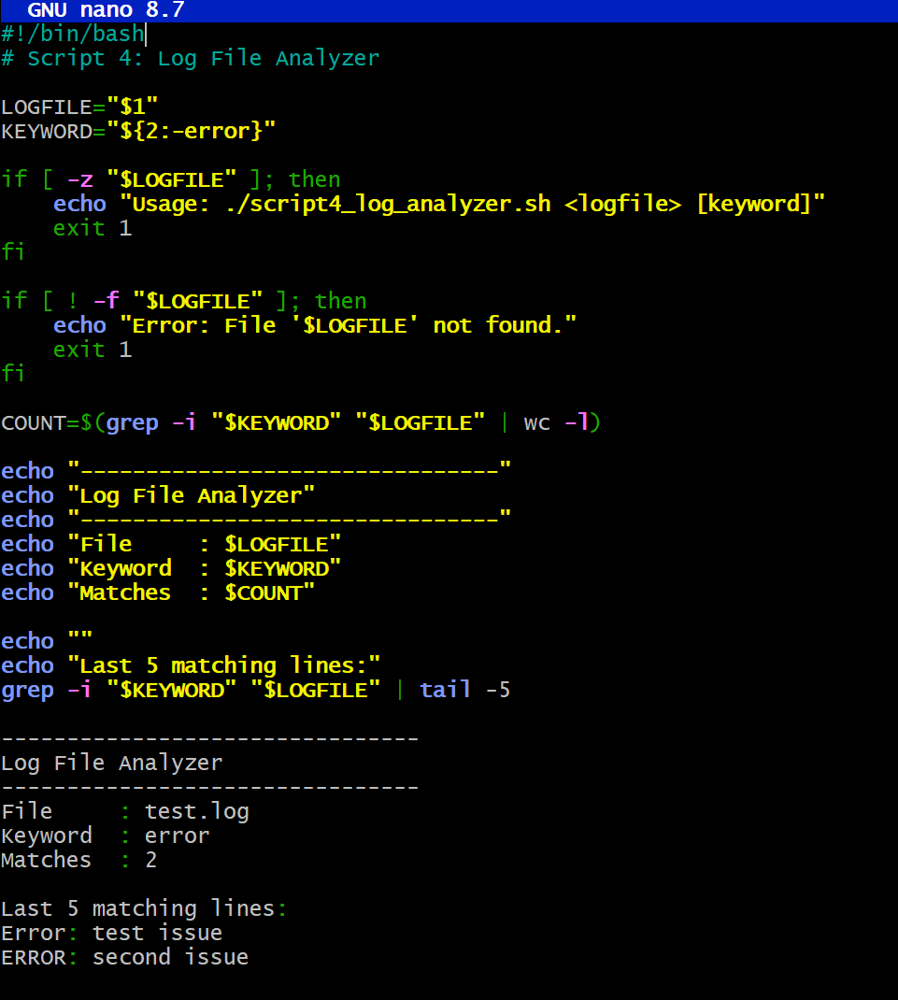 GNU nano 8.7
#!/bin/bash
# Script 4: Log File Analyzer

LOGFILE="$1"
KEYWORD="${2:-error}"

if [ -z "$LOGFILE" ]; then
    echo "Usage: ./script4_log_analyzer.sh <logfile> [keyword]"
    exit 1
fi

if [ ! -f "$LOGFILE" ]; then
    echo "Error: File '$LOGFILE' not found."
    exit 1
fi

COUNT=$(grep -i "$KEYWORD" "$LOGFILE" | wc -l)

echo "--------------------------------"
echo "Log File Analyzer"
echo "--------------------------------"
echo "File     : $LOGFILE"
echo "Keyword  : $KEYWORD"
echo "Matches  : $COUNT"

echo ""
echo "Last 5 matching lines:"
grep -i "$KEYWORD" "$LOGFILE" | tail -5

--------------------------------
Log File Analyzer
--------------------------------
File     : test.log
Keyword  : error
Matches  : 2

Last 5 matching lines:
Error: test issue
ERROR: second issue